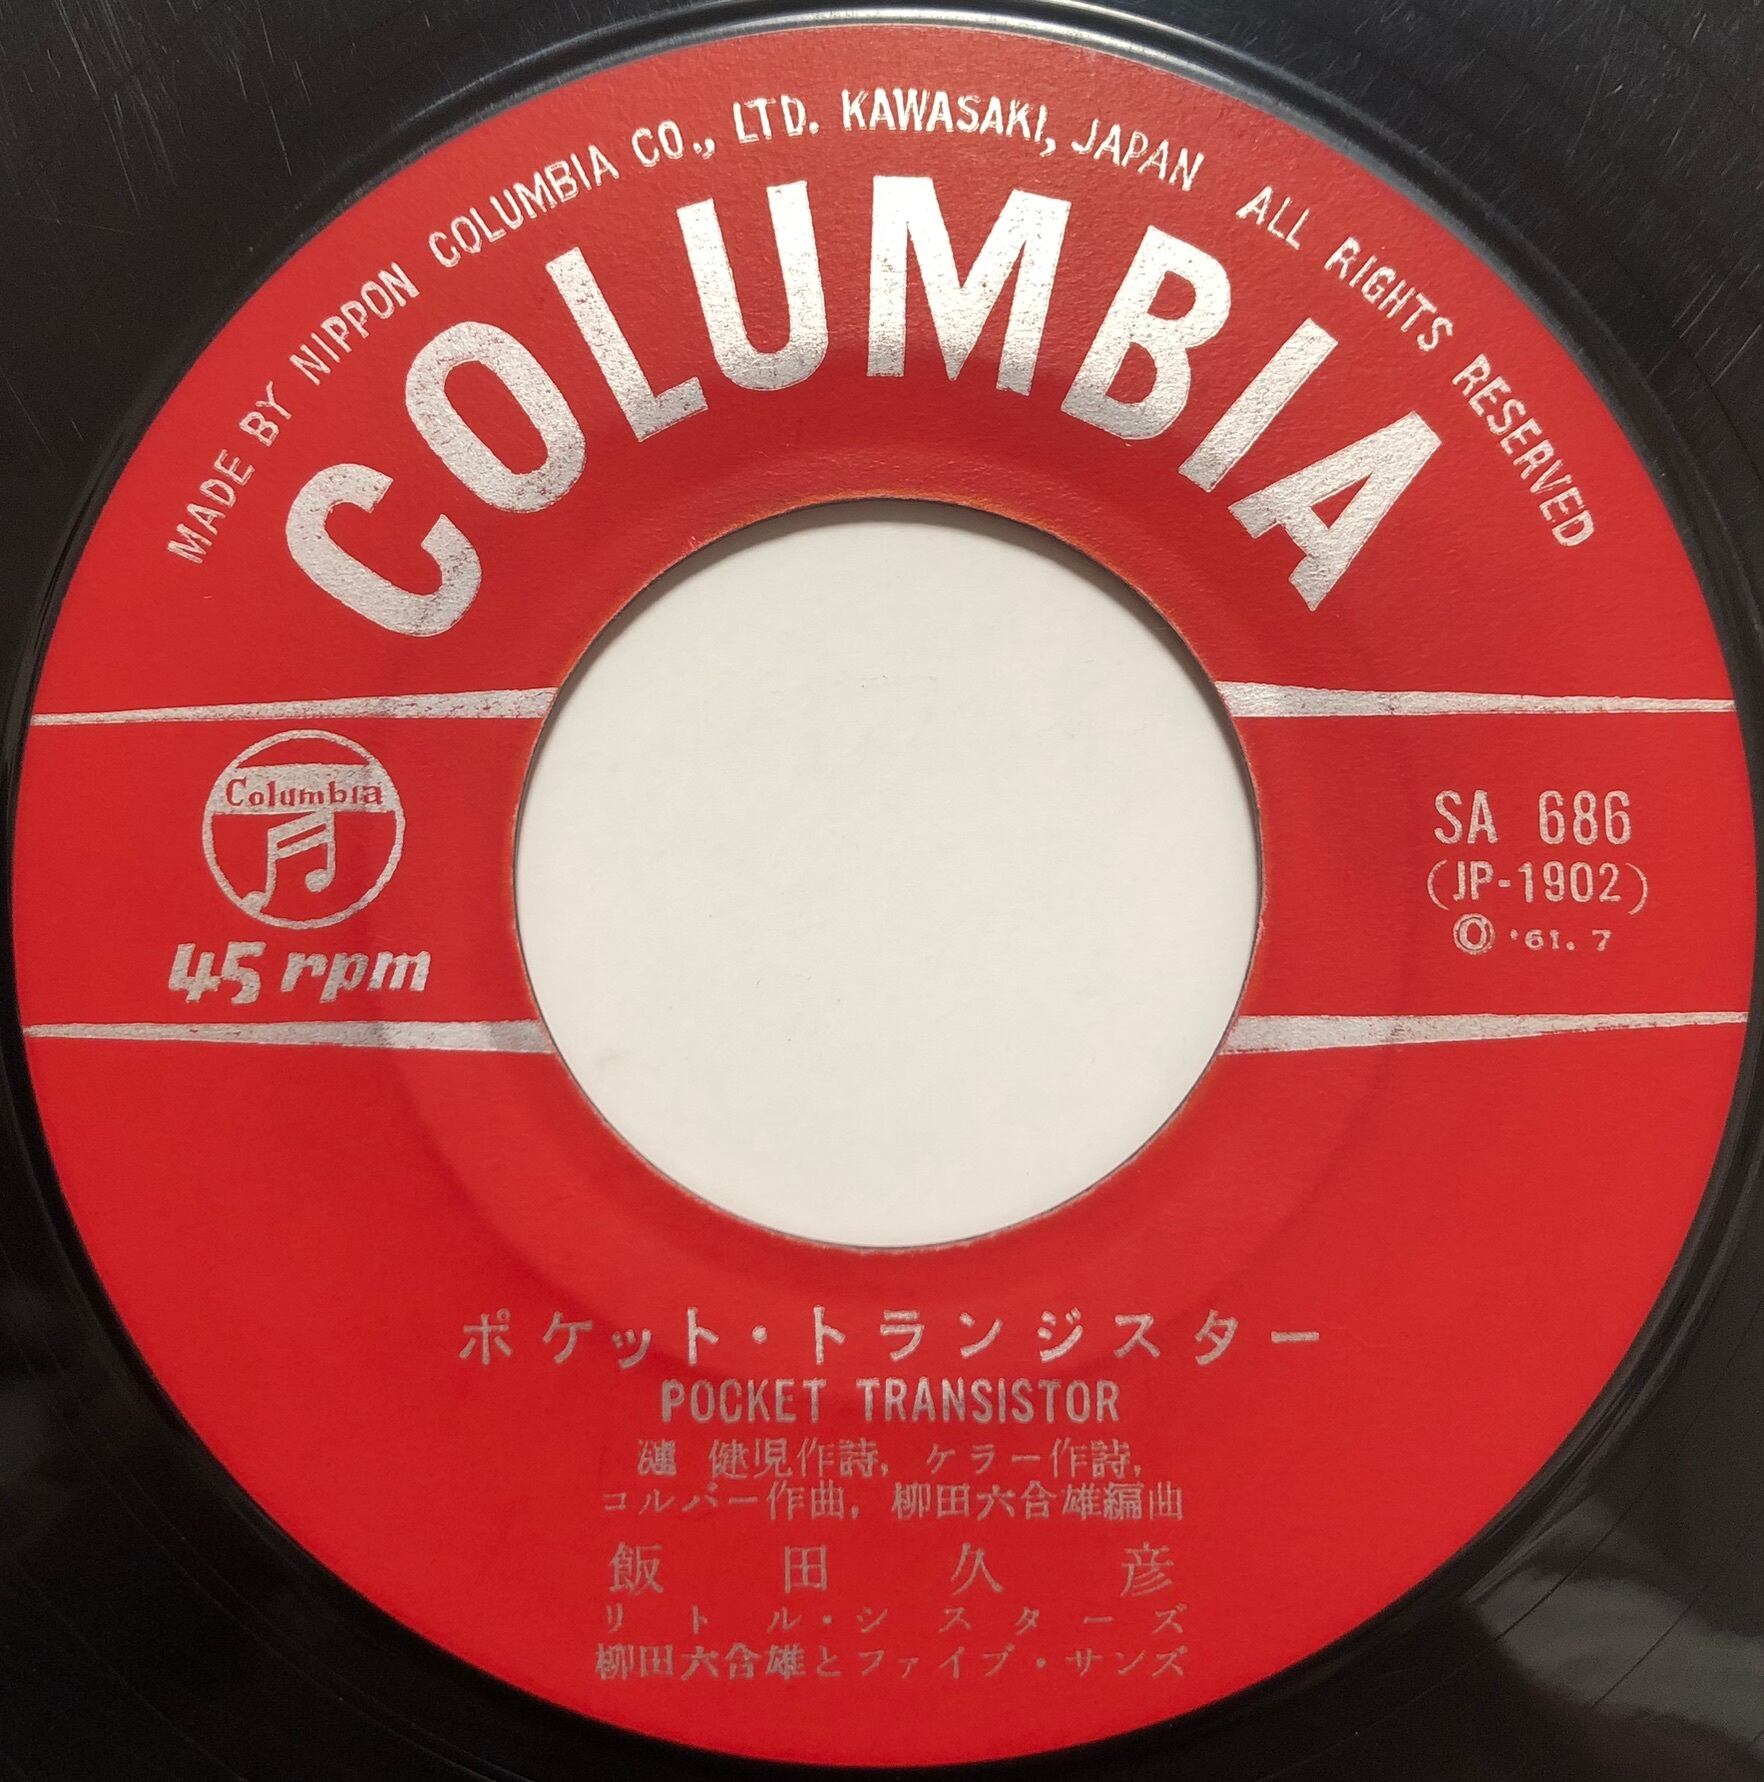 MADE BY NIPPON COLUMBIA CO., LTD. KAWASAKI, JAPAN ALL RIGHTS RESERVED
COLUMBIA
Columbia
45 rpm
SA 686
(JP-1902)
Ⓞ '61. 7
ポケット・トランジスター
POCKET TRANSISTOR
漣 健児作詩, ケラー作詩,
コルバー作曲, 柳田六合雄編曲
飯田久彦
リトル・シスターズ
柳田六合雄とファイブ・サンズ